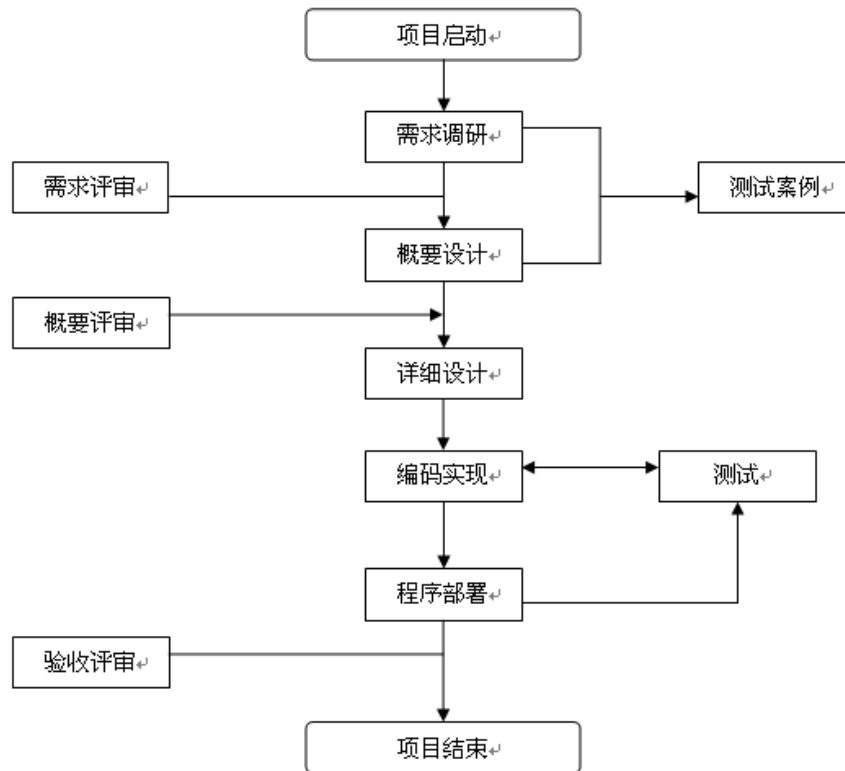 项目启动
需求调研
需求评审
测试案例
概要设计
概要评审
详细设计
编码实现
测试
程序部署
验收评审
项目结束